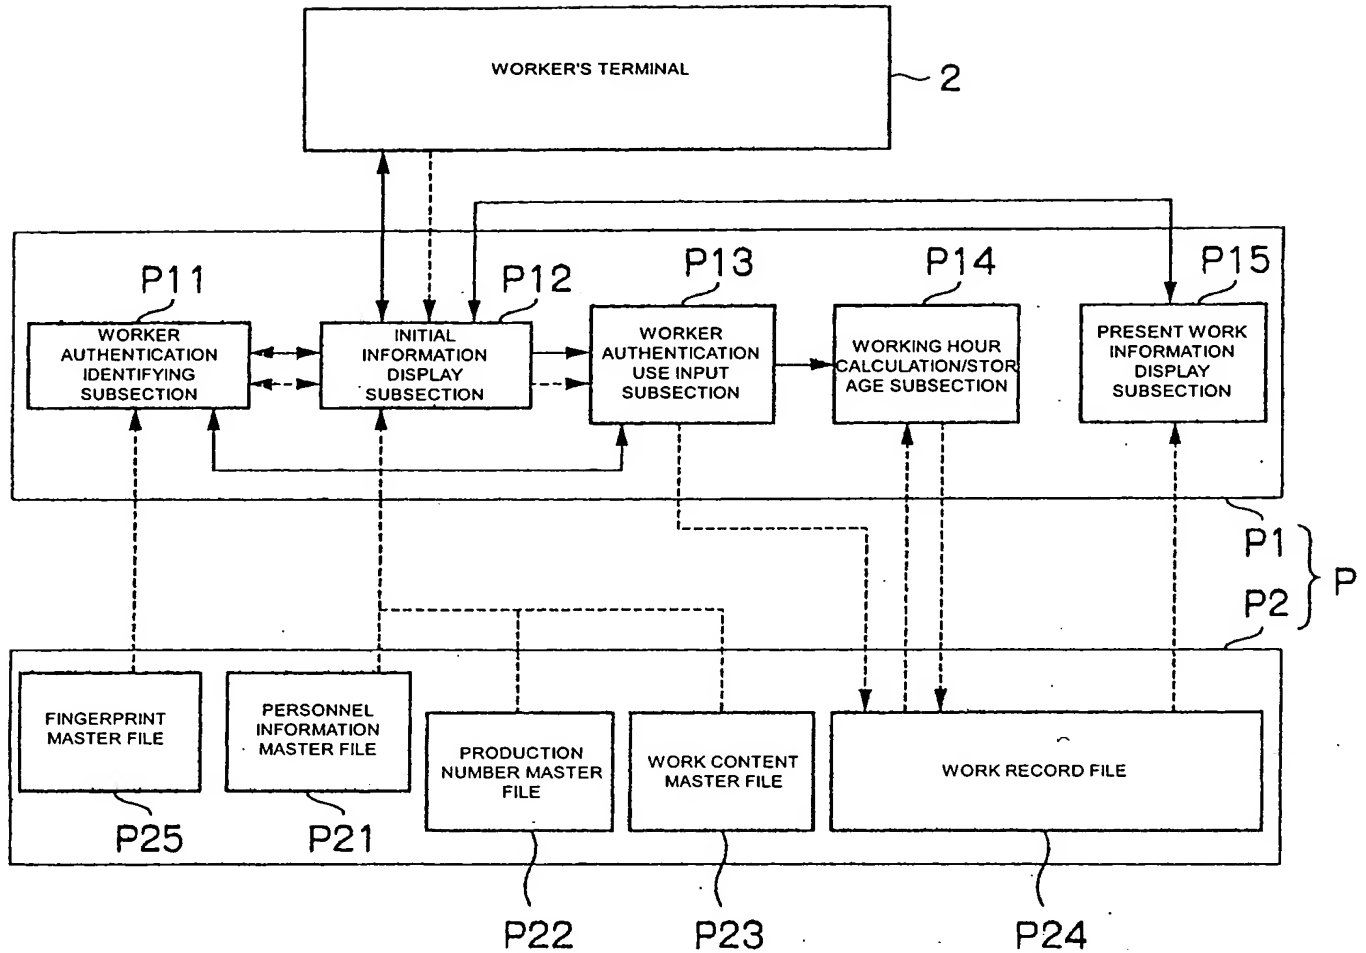 WORKER'S TERMINAL
2
P11
P12
P13
P14
P15
WORKER
AUTHENTICATION
IDENTIFYING
SUBSECTION
INITIAL
INFORMATION
DISPLAY
SUBSECTION
WORKER
AUTHENTICATION
USE INPUT
SUBSECTION
WORKING HOUR
CALCULATION/STOR
AGE SUBSECTION
PRESENT WORK
INFORMATION
DISPLAY
SUBSECTION
P1
P2
P
FINGERPRINT
MASTER FILE
PERSONNEL
INFORMATION
MASTER FILE
PRODUCTION
NUMBER MASTER
FILE
WORK CONTENT
MASTER FILE
WORK RECORD FILE
P25
P21
P22
P23
P24